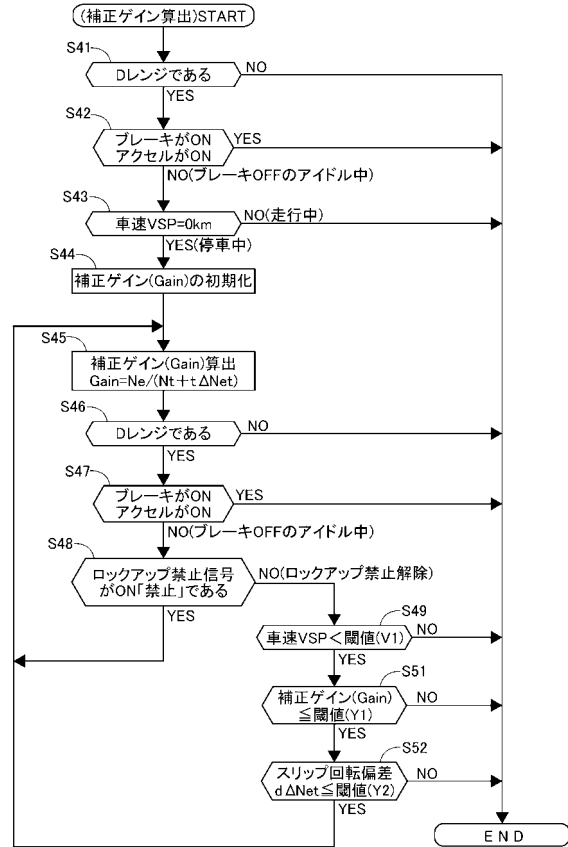 (補正ゲイン算出)START
S41
Dレンジである
NO
YES
S42
ブレーキがON
アクセルがON
YES
NO(ブレーキOFFのアイドル中)
S43
車速VSP=0km
NO(走行中)
YES(停車中)
S44
補正ゲイン(Gain)の初期化
S45
補正ゲイン(Gain)算出
Gain=Ne/(Nt+tΔNet)
S46
Dレンジである
NO
YES
S47
ブレーキがON
アクセルがON
YES
NO(ブレーキOFFのアイドル中)
S48
ロックアップ禁止信号
がON「禁止」である
NO(ロックアップ禁止解除)
YES
S49
車速VSP<閾値(V1)
NO
YES
S51
補正ゲイン(Gain)
≦閾値(Y1)
NO
YES
S52
スリップ回転偏差
dΔNet≦閾値(Y2)
NO
YES
END